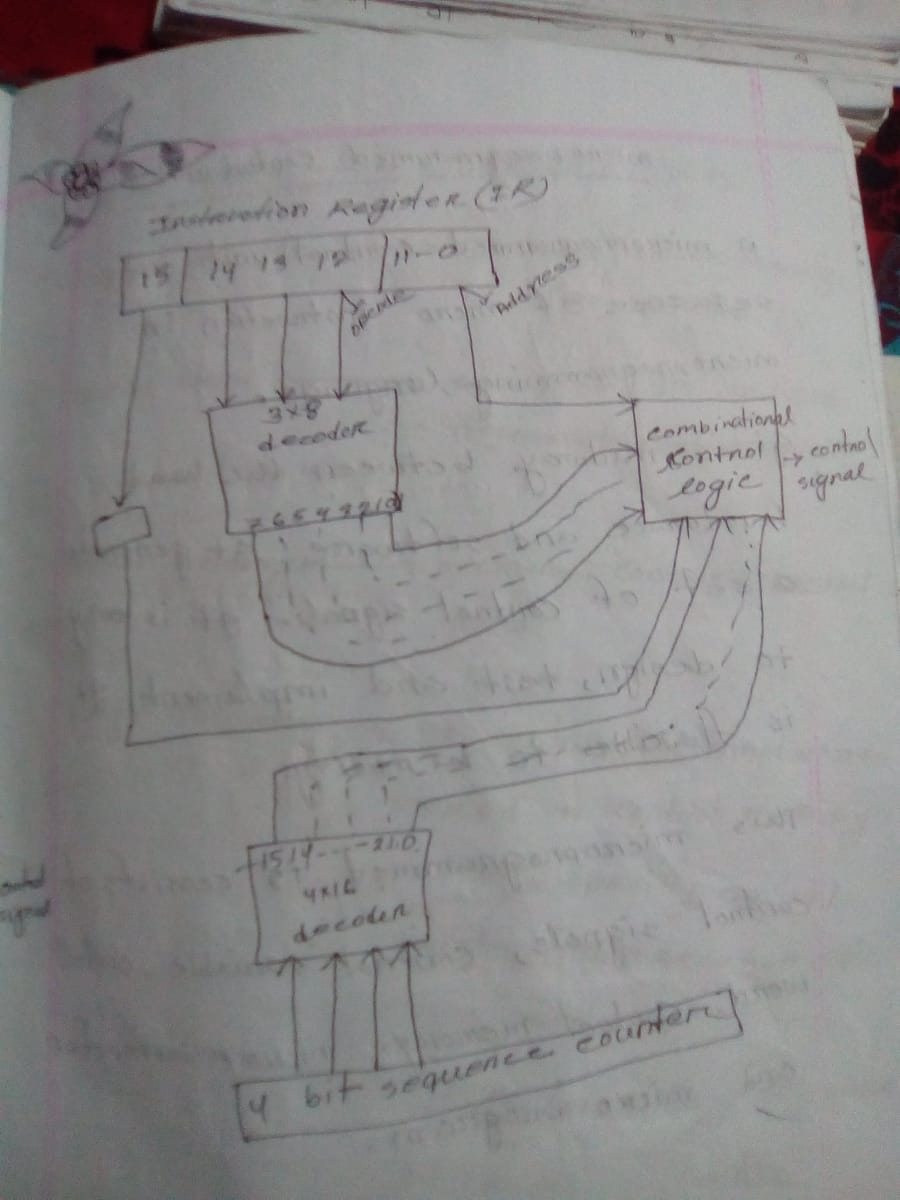 Instruction Register (IR)
15 14 13 12 11-0
opcode
Address
3×8
decoder
7 6 5 4 3 2 1 0
combinational
control
logic
→ control
signal
15 14 - - - - 2 1 0
4×16
decoder
4 bit sequence counter
signal